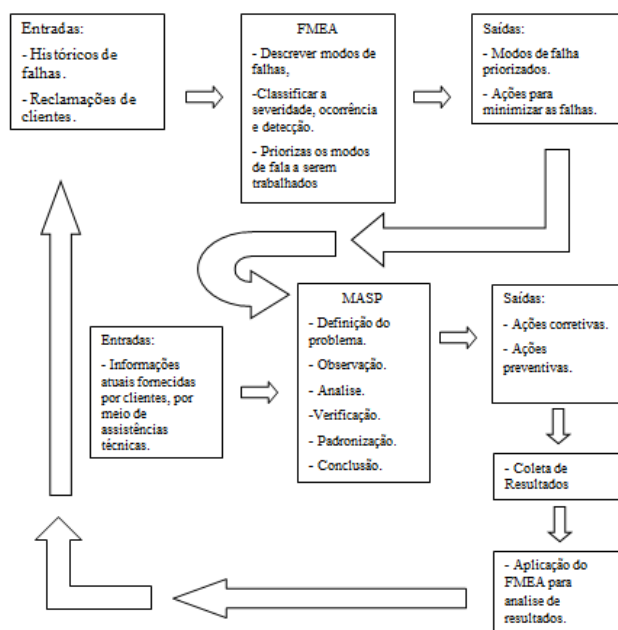 Entradas:
- Históricos de
falhas.
- Reclamações de
clientes.
FMEA
- Descrever modos de
falhas,
-Classificar a
severidade, ocorrência
e detecção.
- Priorizas os modos
de fala a serem
trabalhados
Saídas:
- Modos de falha
priorizados.
- Ações para
minimizar as falhas.
Entradas:
- Informações
atuais fornecidas
por clientes, por
meio de
assistências
técnicas.
MASP
- Definição do
problema.
- Observação.
- Analise.
-Verificação.
- Padronização.
- Conclusão.
Saídas:
- Ações corretivas.
- Ações
preventivas.
- Coleta de
Resultados
- Aplicação do
FMEA para
analise de
resultados.